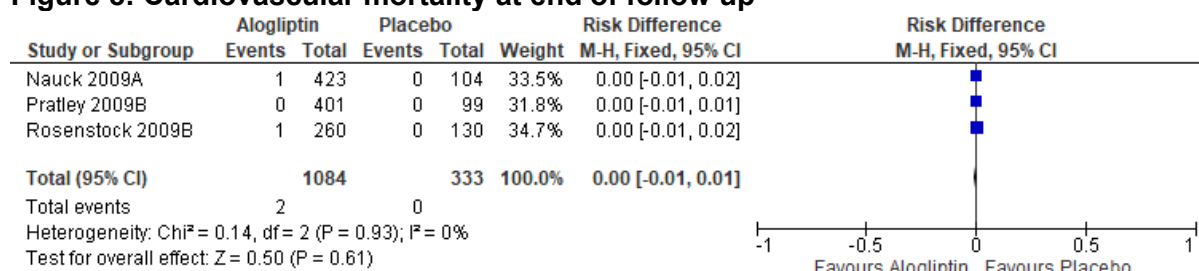 Figure 3. Cardiovascular mortality at end of follow up
Alogliptin Placebo Risk Difference Risk Difference
Study or Subgroup Events Total Events Total Weight M-H, Fixed, 95% CI M-H, Fixed, 95% CI
Nauck 2009A 1 423 0 104 33.5% 0.00 [-0.01, 0.02]
Pratley 2009B 0 401 0 99 31.8% 0.00 [-0.01, 0.01]
Rosenstock 2009B 1 260 0 130 34.7% 0.00 [-0.01, 0.02]
Total (95% CI) 1084 333 100.0% 0.00 [-0.01, 0.01]
Total events 2 0
Heterogeneity: Chi² = 0.14, df = 2 (P = 0.93); I² = 0%
Test for overall effect: Z = 0.50 (P = 0.61)
-1 -0.5 0 0.5 1
Favours Alogliptin Favours Placebo